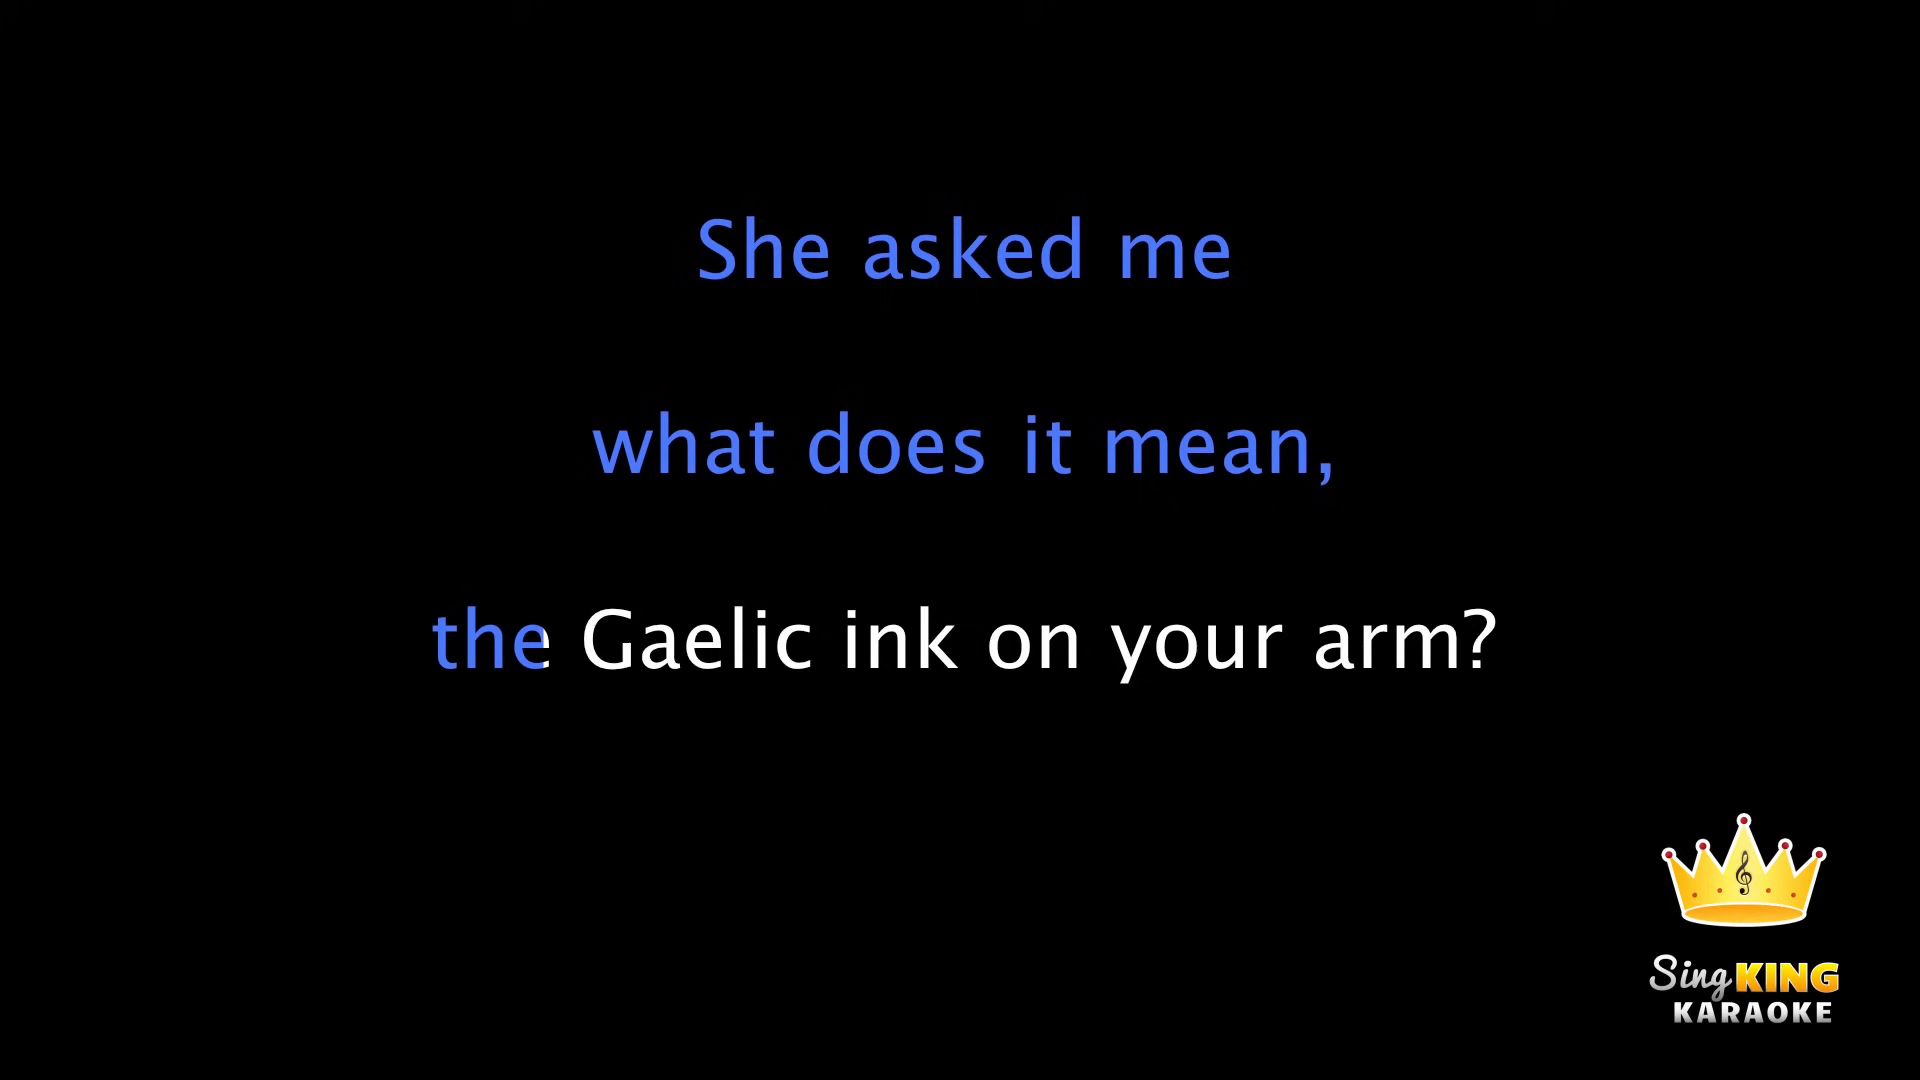 She asked me
what does it mean,
the Gaelic ink on your arm?
Sing KING
KARAOKE